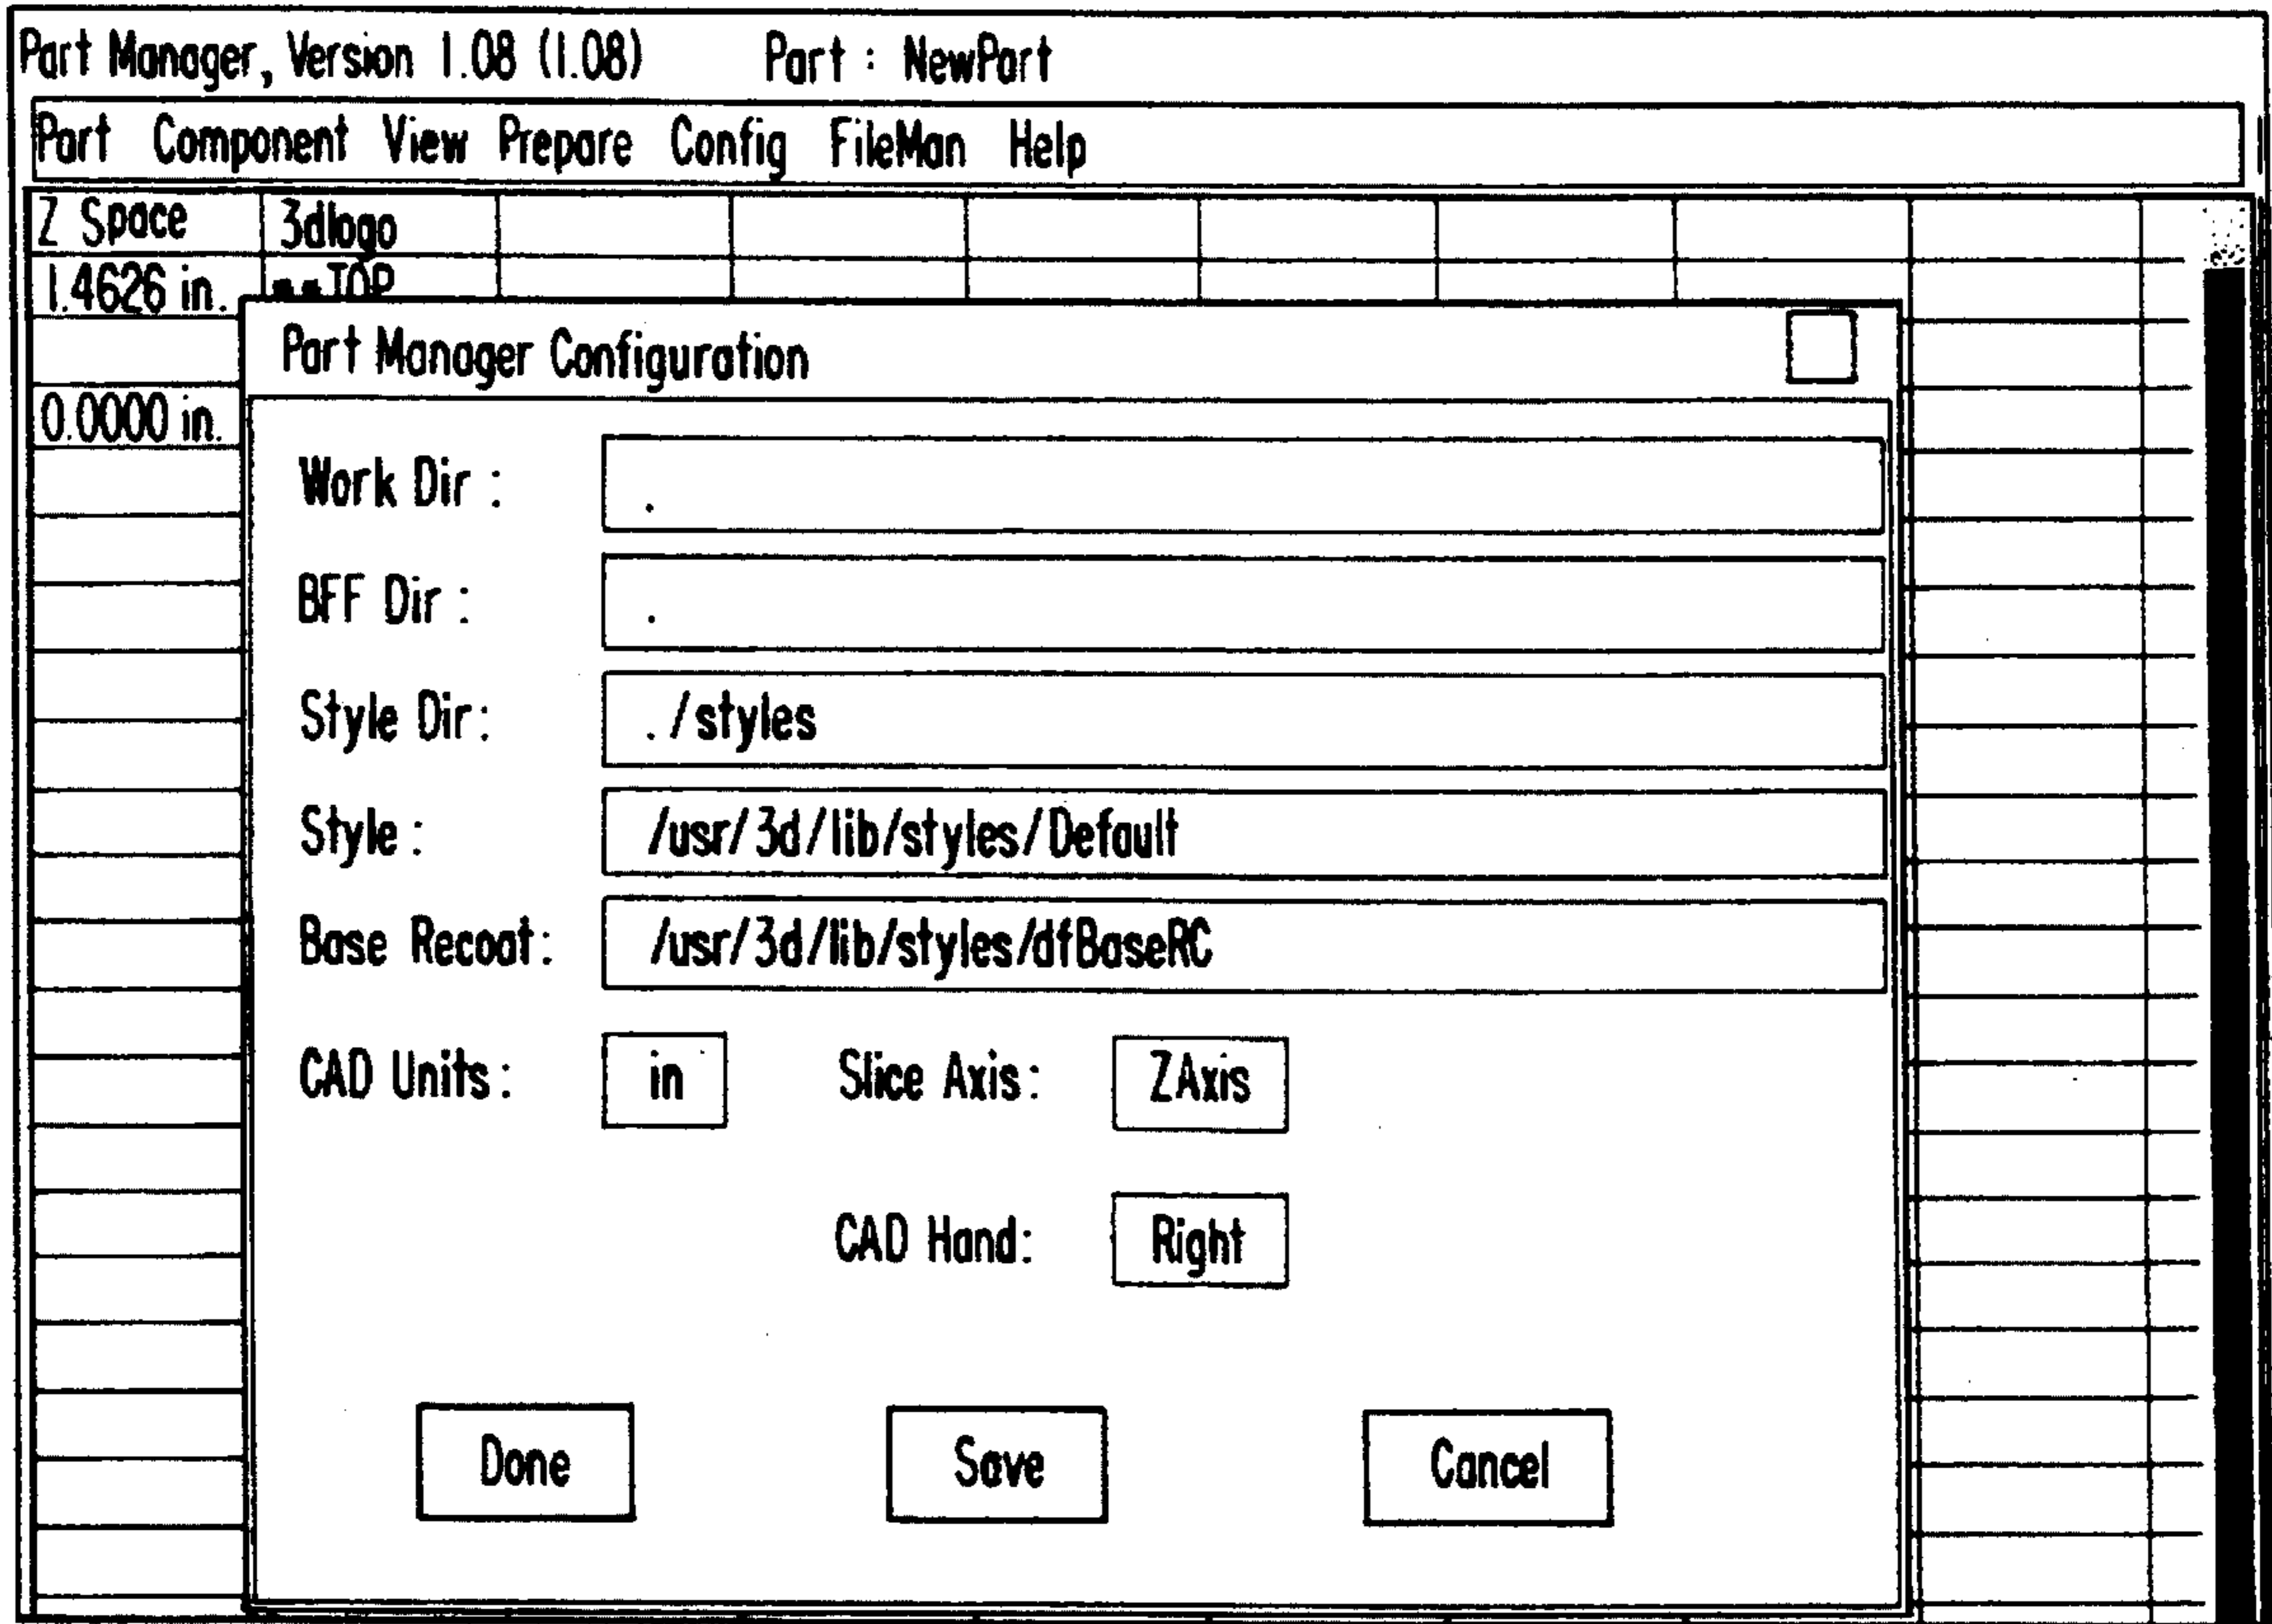 Part Manager, Version 1.08 (1.08) Part : NewPart
Part Component View Prepare Config FileMan Help
Z Space 3dlogo
1.4626 in. **TOP
Part Manager Configuration
0.0000 in.
Work Dir : .
BFF Dir : .
Style Dir: ./styles
Style : /usr/3d/lib/styles/Default
Base Recoat: /usr/3d/lib/styles/dfBaseRC
CAD Units: in Slice Axis: ZAxis
CAD Hand: Right
Done Save Cancel